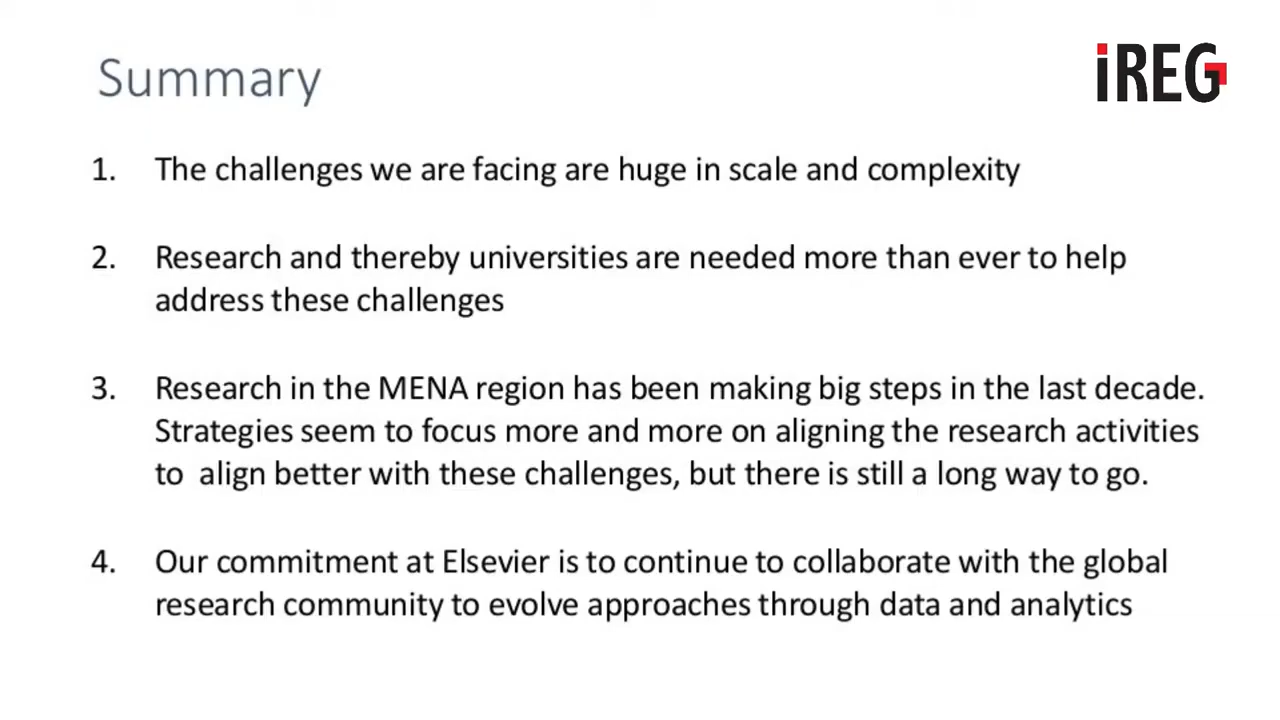 Summary
iREG
1. The challenges we are facing are huge in scale and complexity
2. Research and thereby universities are needed more than ever to help
address these challenges
3. Research in the MENA region has been making big steps in the last decade.
Strategies seem to focus more and more on aligning the research activities
to  align better with these challenges, but there is still a long way to go.
4. Our commitment at Elsevier is to continue to collaborate with the global
research community to evolve approaches through data and analytics